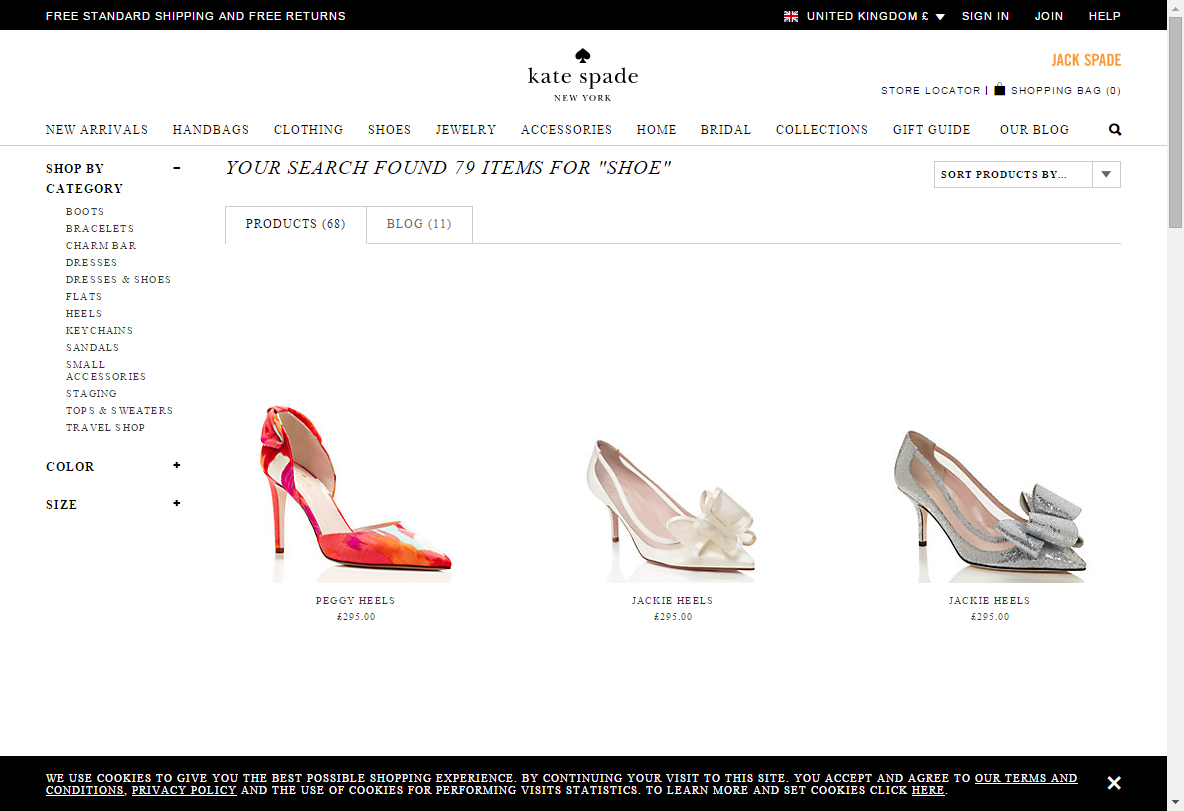 FREE STANDARD SHIPPING AND FREE RETURNS
UNITED KINGDOM £ SIGN IN JOIN HELP
kate spade
NEW YORK
JACK SPADE
STORE LOCATOR | SHOPPING BAG (0)
NEW ARRIVALS HANDBAGS CLOTHING SHOES JEWELRY ACCESSORIES HOME BRIDAL COLLECTIONS GIFT GUIDE OUR BLOG
SHOP BY
CATEGORY
BOOTS
BRACELETS
CHARM BAR
DRESSES
DRESSES & SHOES
FLATS
HEELS
KEYCHAINS
SANDALS
SMALL
ACCESSORIES
STAGING
TOPS & SWEATERS
TRAVEL SHOP
COLOR +
SIZE +
YOUR SEARCH FOUND 79 ITEMS FOR "SHOE"
SORT PRODUCTS BY...
PRODUCTS (68) BLOG (11)
PEGGY HEELS
£295.00
JACKIE HEELS
£295.00
JACKIE HEELS
£295.00
WE USE COOKIES TO GIVE YOU THE BEST POSSIBLE SHOPPING EXPERIENCE. BY CONTINUING YOUR VISIT TO THIS SITE. YOU ACCEPT AND AGREE TO OUR TERMS AND
CONDITIONS, PRIVACY POLICY AND THE USE OF COOKIES FOR PERFORMING VISITS STATISTICS. TO LEARN MORE AND SET COOKIES CLICK HERE.